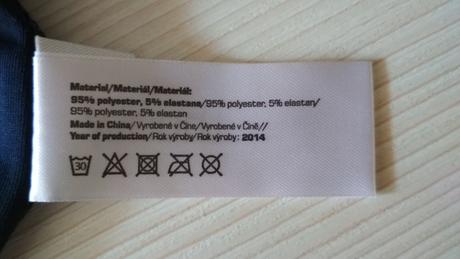 Material/Materiál/Materiál:
95% polyester, 5% elastane/95% polyester, 5% elastan/
95% polyester, 5% elastan
Made in China/Vyrobené v Číne/Vyrobeno v Číně//
Year of production/Rok výroby/Rok výroby: 2014
30